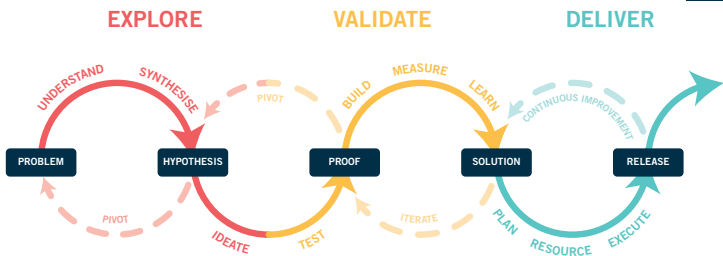 EXPLORE
VALIDATE
DELIVER
UNDERSTAND
SYNTHESISE
PIVOT
BUILD
MEASURE
LEARN
CONTINUOUS IMPROVEMENT
PROBLEM
HYPOTHESIS
PROOF
SOLUTION
RELEASE
PIVOT
IDEATE
TEST
ITERATE
PLAN
RESOURCE
EXECUTE